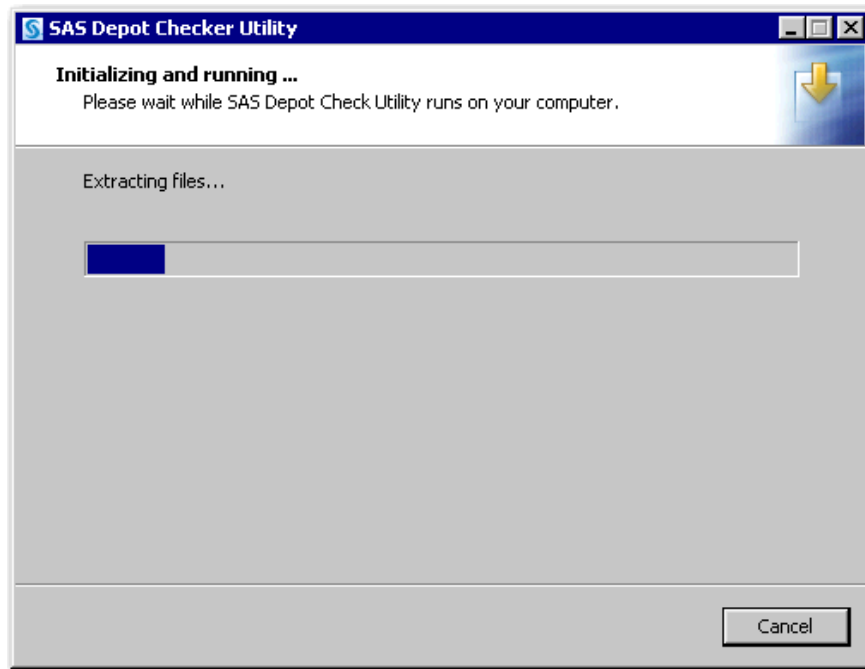 SAS Depot Checker Utility
Initializing and running ...
Please wait while SAS Depot Check Utility runs on your computer.
Extracting files...
Cancel